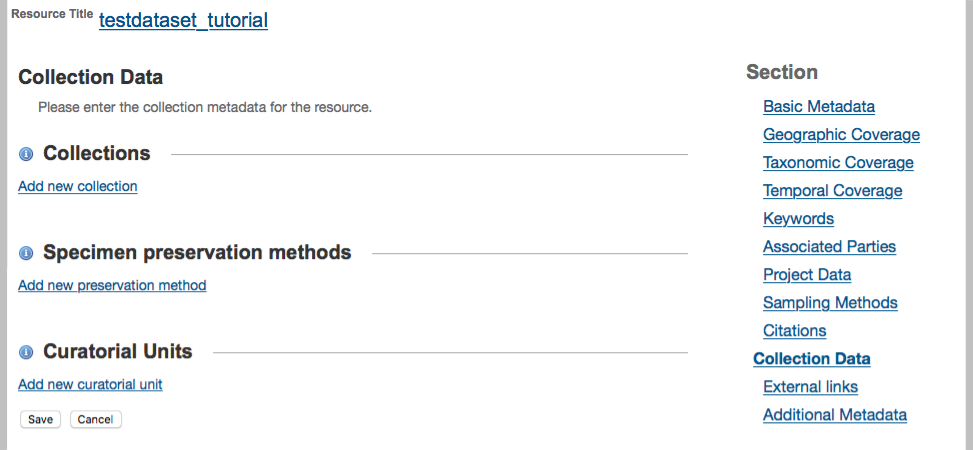 Resource Title testdataset_tutorial
Collection Data
Please enter the collection metadata for the resource.
Collections
Add new collection
Specimen preservation methods
Add new preservation method
Curatorial Units
Add new curatorial unit
Save Cancel
Section
Basic Metadata
Geographic Coverage
Taxonomic Coverage
Temporal Coverage
Keywords
Associated Parties
Project Data
Sampling Methods
Citations
Collection Data
External links
Additional Metadata